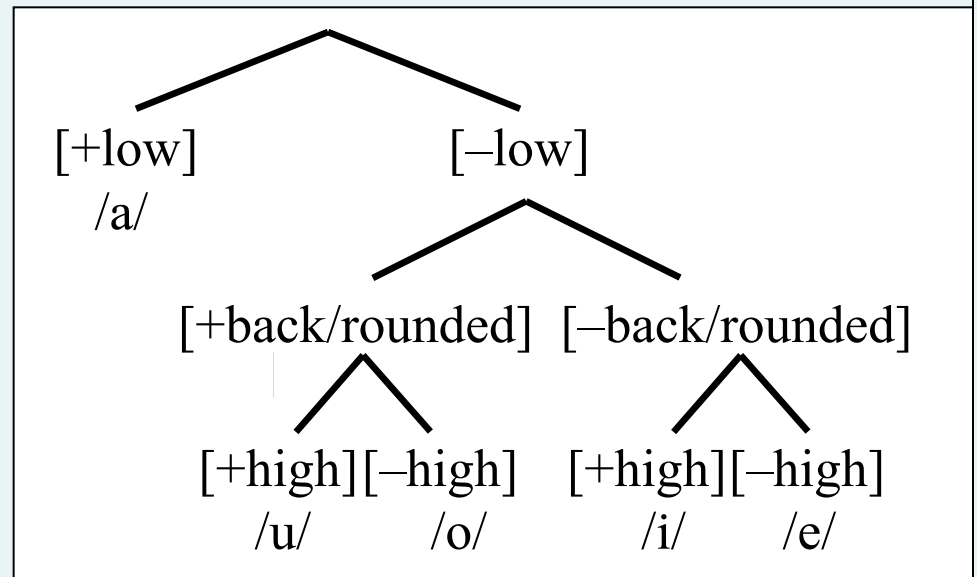 [+low] [–low]
/a/
[+back/rounded] [–back/rounded]
[+high][–high] [+high][–high]
/u/ /o/ /i/ /e/